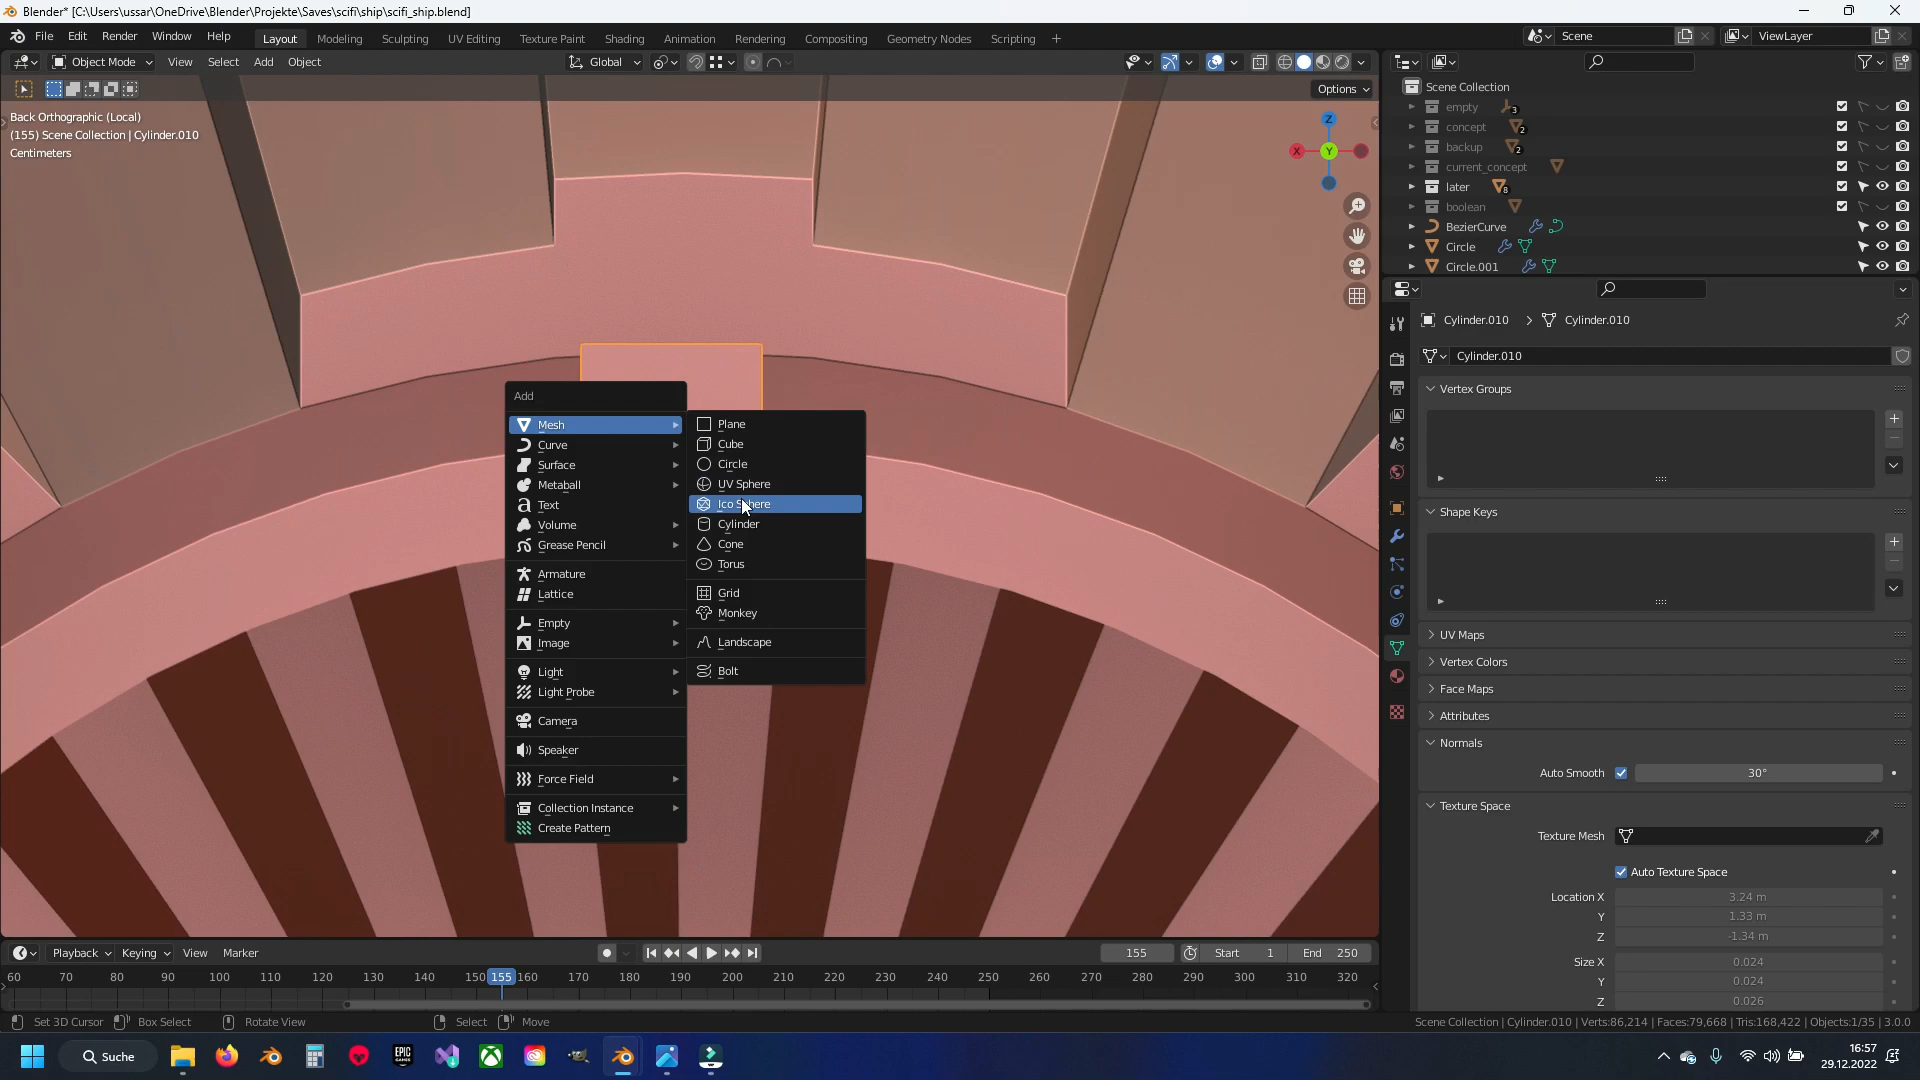 Blender* [C:\Users\ussar\OneDrive\Blender\Projekte\Saves\scifi\ship\scifi_ship.blend]
File Edit Render Window Help Layout Modeling Sculpting UV Editing Texture Paint Shading Animation Rendering Compositing Geometry Nodes Scripting + Scene ViewLayer
Object Mode View Select Add Object Global
Options
Back Orthographic (Local)
(155) Scene Collection | Cylinder.010
Centimeters
Z
X Y
Add
Mesh
Curve
Surface
Metaball
Text
Volume
Grease Pencil
Armature
Lattice
Empty
Image
Light
Light Probe
Camera
Speaker
Force Field
Collection Instance
Create Pattern
Plane
Cube
Circle
UV Sphere
Ico Sphere
Cylinder
Cone
Torus
Grid
Monkey
Landscape
Bolt
Scene Collection
empty 3
concept 2
backup 2
current_concept
later 8
boolean
BezierCurve
Circle
Circle.001
Cylinder.010 > Cylinder.010
Cylinder.010
Vertex Groups
Shape Keys
UV Maps
Vertex Colors
Face Maps
Attributes
Normals
Auto Smooth 30°
Texture Space
Texture Mesh
Auto Texture Space
Location X 3.24 m
Y 1.33 m
Z -1.34 m
Size X 0.024
Y 0.024
Z 0.026
Playback Keying View Marker 155 Start 1 End 250
60 70 80 90 100 110 120 130 140 150 155 160 170 180 190 200 210 220 230 240 250 260 270 280 290 300 310 320
Set 3D Cursor Box Select Rotate View Select Move
Scene Collection | Cylinder.010 | Verts:86,214 | Faces:79,668 | Tris:168,422 | Objects:1/35 | 3.0.0
Suche
EPIC GAMES
16:57
29.12.2022